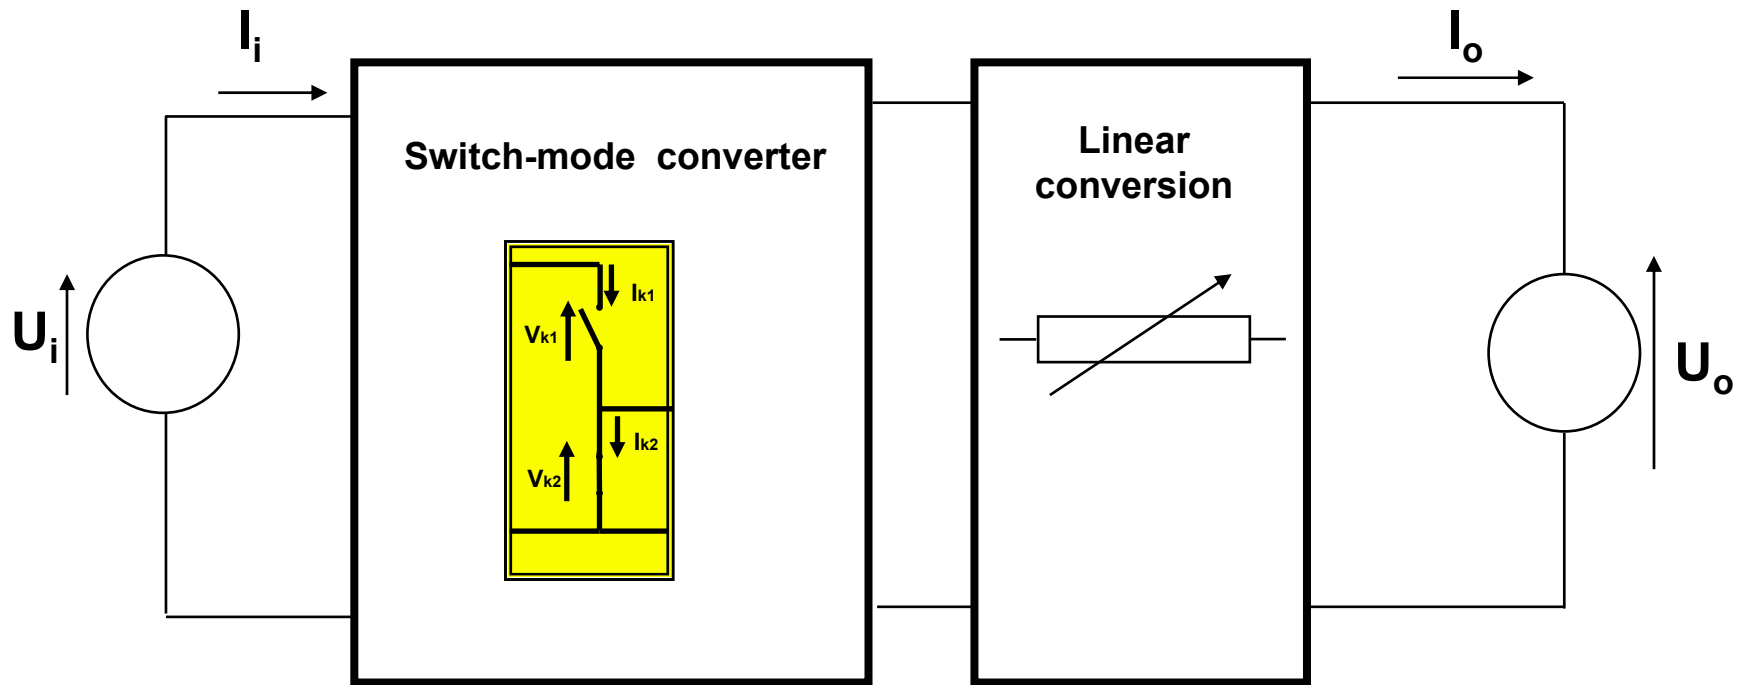 Ii
Io
Switch-mode converter
Linear
conversion
Ik1
Vk1
Ui
Uo
Ik2
Vk2